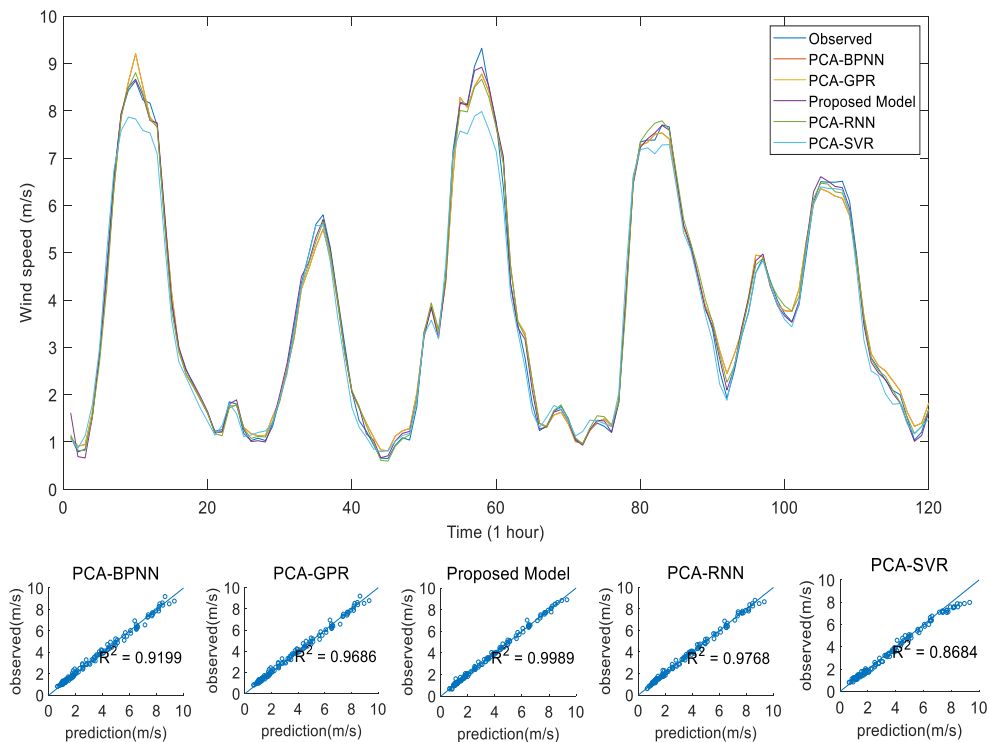 10
9
8
7
6
5
4
3
2
1
0
Wind speed (m/s)
0 20 40 60 80 100 120
Time (1 hour)
Observed
PCA-BPNN
PCA-GPR
Proposed Model
PCA-RNN
PCA-SVR
PCA-BPNN
observed(m/s)
10
8
6
4
2
0
R² = 0.9199
0 2 4 6 8 10
prediction(m/s)
PCA-GPR
observed(m/s)
10
8
6
4
2
0
R² = 0.9686
0 2 4 6 8 10
prediction(m/s)
Proposed Model
observed(m/s)
10
8
6
4
2
0
R² = 0.9989
0 2 4 6 8 10
prediction(m/s)
PCA-RNN
observed(m/s)
10
8
6
4
2
0
R² = 0.9768
0 2 4 6 8 10
prediction(m/s)
PCA-SVR
observed(m/s)
10
8
6
4
2
0
R² = 0.8684
0 2 4 6 8 10
prediction(m/s)